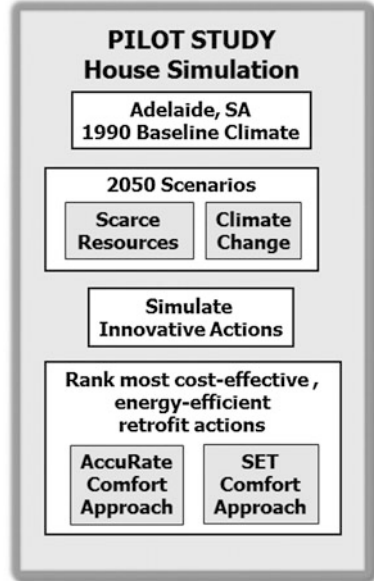 PILOT STUDY
House Simulation
Adelaide, SA
1990 Baseline Climate
2050 Scenarios
Scarce
Resources
Climate
Change
Simulate
Innovative Actions
Rank most cost-effective,
energy-efficient
retrofit actions
AccuRate
Comfort
Approach
SET
Comfort
Approach